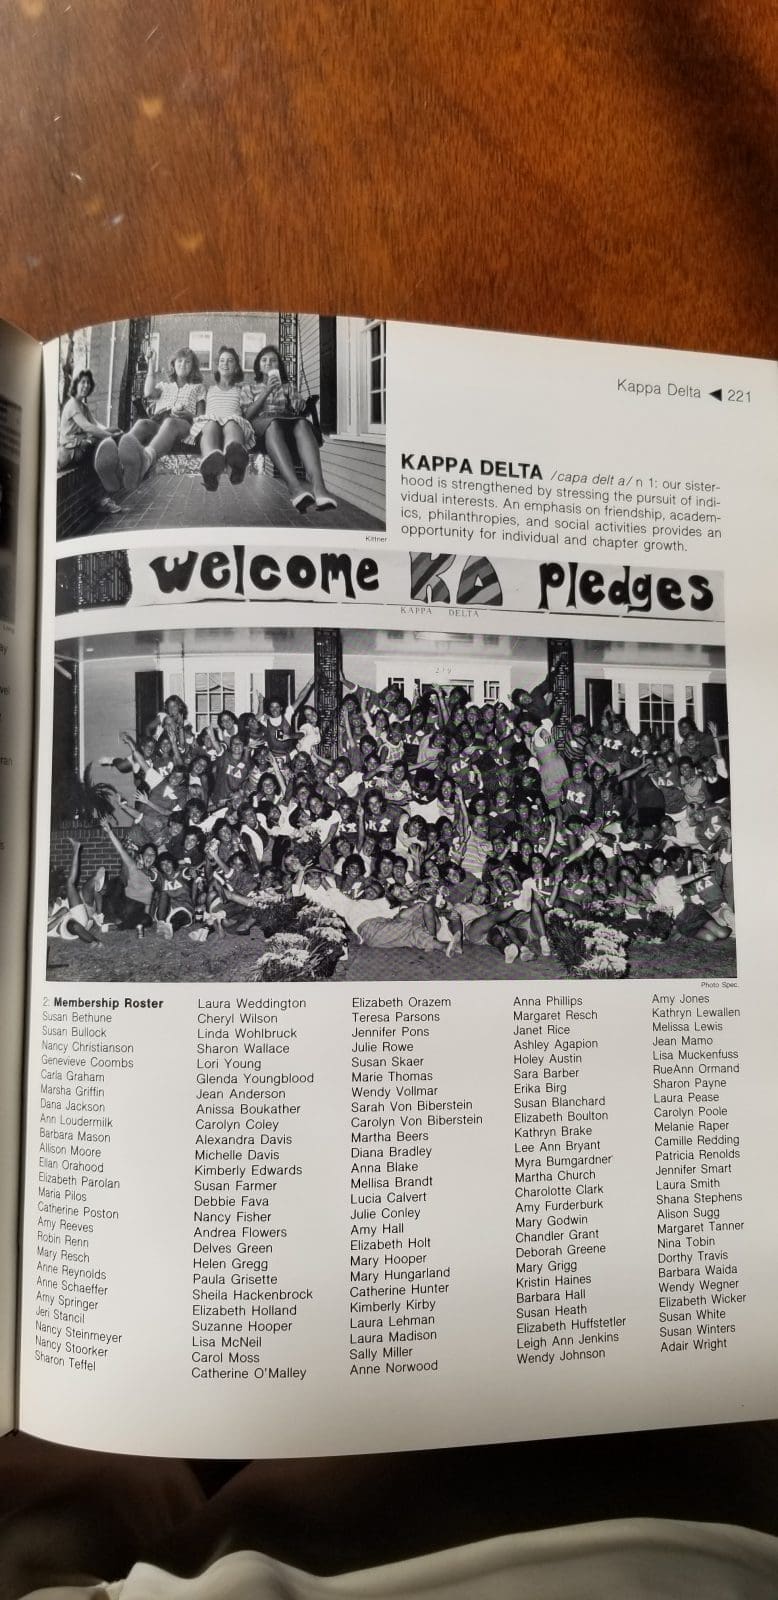 Kappa Delta ◀ 221
KAPPA DELTA /capa delt a/ n 1: our sister-
hood is strengthened by stressing the pursuit of indi-
vidual interests. An emphasis on friendship, academ-
ics, philanthropies, and social activities provides an
opportunity for individual and chapter growth.
Kittner
welcome KΔ pledges
KAPPA DELTA
219
Photo Spec.
2: Membership Roster
Susan Bethune
Susan Bullock
Nancy Christianson
Genevieve Coombs
Carla Graham
Marsha Griffin
Dana Jackson
Ann Loudermilk
Barbara Mason
Allison Moore
Ellan Orahood
Elizabeth Parolan
Maria Pilos
Catherine Poston
Amy Reeves
Robin Renn
Mary Resch
Anne Reynolds
Anne Schaeffer
Amy Springer
Jeri Stancil
Nancy Steinmeyer
Nancy Stoorker
Sharon Teffel
Laura Weddington
Cheryl Wilson
Linda Wohlbruck
Sharon Wallace
Lori Young
Glenda Youngblood
Jean Anderson
Anissa Boukather
Carolyn Coley
Alexandra Davis
Michelle Davis
Kimberly Edwards
Susan Farmer
Debbie Fava
Nancy Fisher
Andrea Flowers
Delves Green
Helen Gregg
Paula Grisette
Sheila Hackenbrock
Elizabeth Holland
Suzanne Hooper
Lisa McNeil
Carol Moss
Catherine O'Malley
Elizabeth Orazem
Teresa Parsons
Jennifer Pons
Julie Rowe
Susan Skaer
Marie Thomas
Wendy Vollmar
Sarah Von Biberstein
Carolyn Von Biberstein
Martha Beers
Diana Bradley
Anna Blake
Mellisa Brandt
Lucia Calvert
Julie Conley
Amy Hall
Elizabeth Holt
Mary Hooper
Mary Hungarland
Catherine Hunter
Kimberly Kirby
Laura Lehman
Laura Madison
Sally Miller
Anne Norwood
Anna Phillips
Margaret Resch
Janet Rice
Ashley Agapion
Holey Austin
Sara Barber
Erika Birg
Susan Blanchard
Elizabeth Boulton
Kathryn Brake
Lee Ann Bryant
Myra Bumgardner
Martha Church
Charolotte Clark
Amy Furderburk
Mary Godwin
Chandler Grant
Deborah Greene
Mary Grigg
Kristin Haines
Barbara Hall
Susan Heath
Elizabeth Huffstetler
Leigh Ann Jenkins
Wendy Johnson
Amy Jones
Kathryn Lewallen
Melissa Lewis
Jean Mamo
Lisa Muckenfuss
RueAnn Ormand
Sharon Payne
Laura Pease
Carolyn Poole
Melanie Raper
Camille Redding
Patricia Renolds
Jennifer Smart
Laura Smith
Shana Stephens
Alison Sugg
Margaret Tanner
Nina Tobin
Dorthy Travis
Barbara Waida
Wendy Wegner
Elizabeth Wicker
Susan White
Susan Winters
Adair Wright